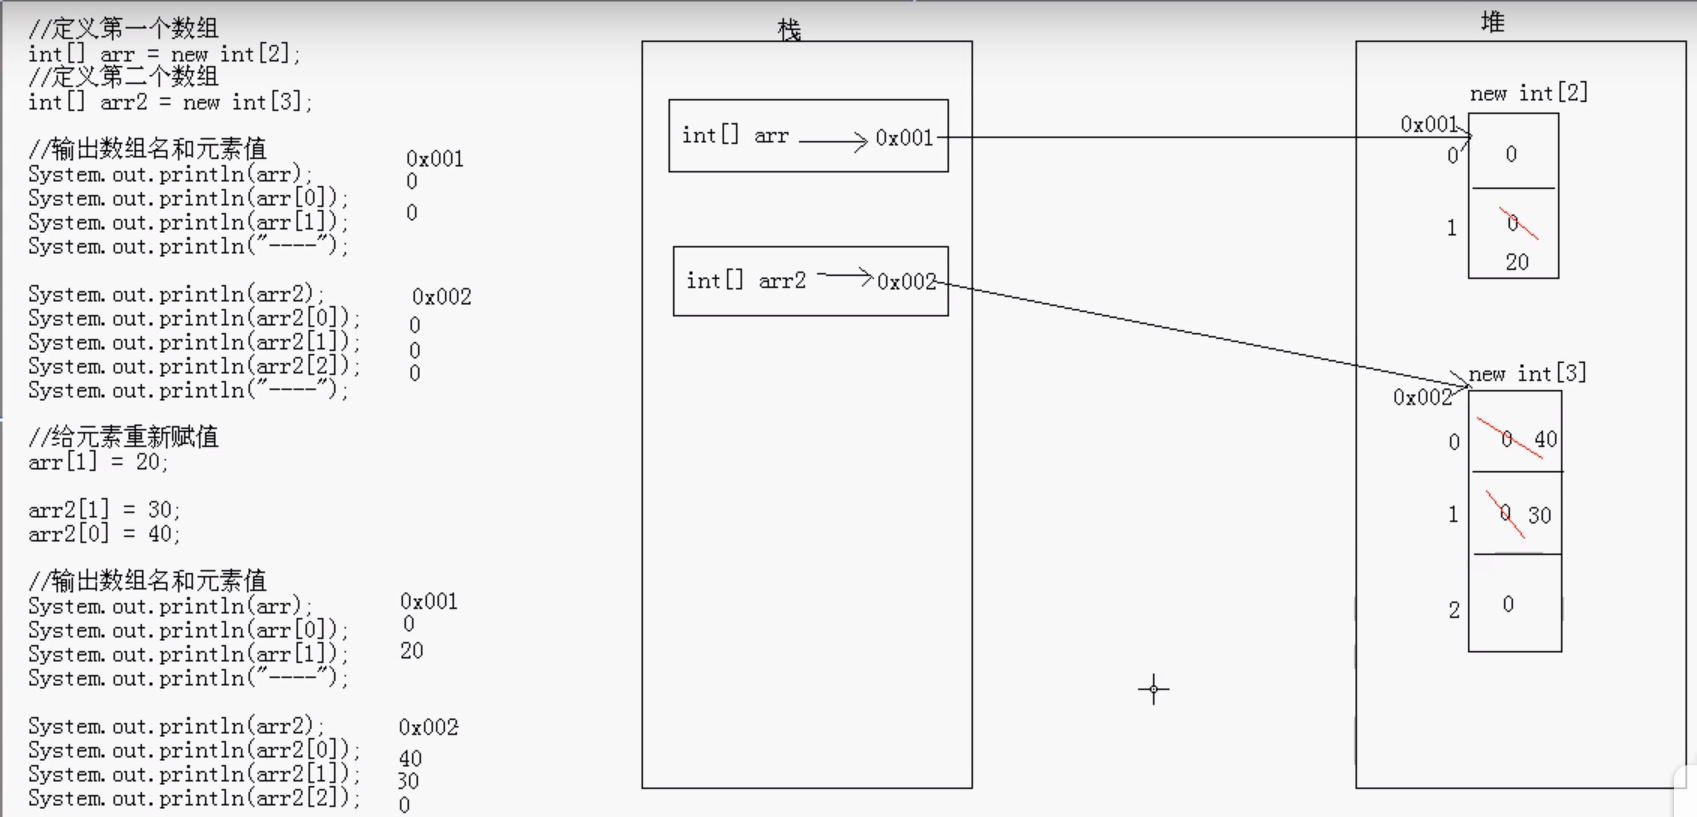 //定义第一个数组
int[] arr = new int[2];
//定义第二个数组
int[] arr2 = new int[3];
//输出数组名和元素值
System.out.println(arr); 0x001
System.out.println(arr[0]); 0
System.out.println(arr[1]); 0
System.out.println("----");
System.out.println(arr2); 0x002
System.out.println(arr2[0]); 0
System.out.println(arr2[1]); 0
System.out.println(arr2[2]); 0
System.out.println("----");
//给元素重新赋值
arr[1] = 20;
arr2[1] = 30;
arr2[0] = 40;
//输出数组名和元素值
System.out.println(arr); 0x001
System.out.println(arr[0]); 0
System.out.println(arr[1]); 20
System.out.println("----");
System.out.println(arr2); 0x002
System.out.println(arr2[0]); 40
System.out.println(arr2[1]); 30
System.out.println(arr2[2]); 0
栈
int[] arr 0x001
int[] arr2 0x002
堆
new int[2]
0x001
0 0
1 0
20
new int[3]
0x002
0 0 40
1 0 30
2 0